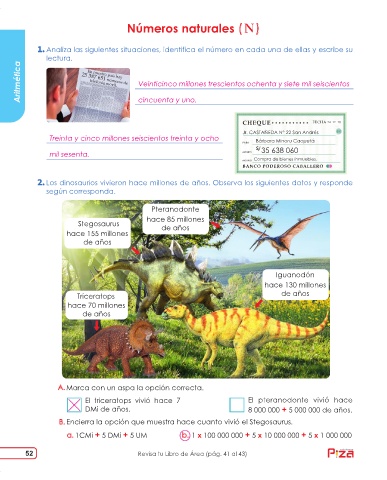 Números naturales (N)
Aritmética
1. Analiza las siguientes situaciones, identifica el número en cada una de ellas y escribe su
lectura.
25 387 651
Veinticinco millones trescientos ochenta y siete mil seiscientos
cincuenta y uno.
CHEQUE
A. CASTAÑEDA Nº 22 San Andrés
Bárbara Minoru Caayetá
S/ 35 638 060
Compra de bienes inmuebles.
BANCO PODEROSO CABALLERO
Treinta y cinco millones seiscientos treinta y ocho
mil sesenta.
2. Los dinosaurios vivieron hace millones de años. Observa los siguientes datos y responde
según corresponda.
Pteranodonte
hace 85 millones
de años
Stegosaurus
hace 155 millones
de años
Iguanodón
hace 130 millones
de años
Triceratops
hace 70 millones
de años
A. Marca con un aspa la opción correcta.
El triceratops vivió hace 7
DMi de años.
El pteranodonte vivió hace
8 000 000 + 5 000 000 de años.
B. Encierra la opción que muestra hace cuanto vivió el Stegosaurus.
a. 1CMi + 5 DMi + 5 UM
b. 1 x 100 000 000 + 5 x 10 000 000 + 5 x 1 000 000
52
Revisa tu Libro de Área (pág. 41 al 43)